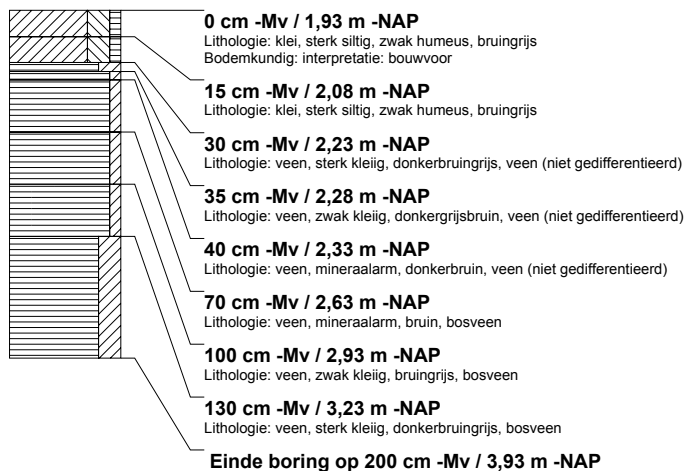 0 cm -Mv / 1,93 m -NAP
Lithologie: klei, sterk siltig, zwak humeus, bruingrijs
Bodemkundig: interpretatie: bouwvoor
15 cm -Mv / 2,08 m -NAP
Lithologie: klei, sterk siltig, zwak humeus, bruingrijs
30 cm -Mv / 2,23 m -NAP
Lithologie: veen, sterk kleiig, donkerbruingrijs, veen (niet gedifferentieerd)
35 cm -Mv / 2,28 m -NAP
Lithologie: veen, zwak kleiig, donkergrijsbruin, veen (niet gedifferentieerd)
40 cm -Mv / 2,33 m -NAP
Lithologie: veen, mineraalarm, donkerbruin, veen (niet gedifferentieerd)
70 cm -Mv / 2,63 m -NAP
Lithologie: veen, mineraalarm, bruin, bosveen
100 cm -Mv / 2,93 m -NAP
Lithologie: veen, zwak kleiig, bruingrijs, bosveen
130 cm -Mv / 3,23 m -NAP
Lithologie: veen, sterk kleiig, donkerbruingrijs, bosveen
Einde boring op 200 cm -Mv / 3,93 m -NAP